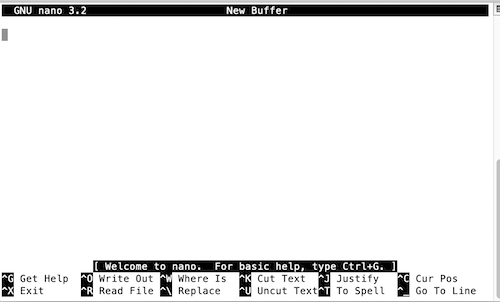 GNU nano 3.2 New Buffer
[ Welcome to nano. For basic help, type Ctrl+G. ]
^G Get Help ^O Write Out ^W Where Is ^K Cut Text ^J Justify ^C Cur Pos
^X Exit ^R Read File ^\ Replace ^U Uncut Text ^T To Spell ^_ Go To Line